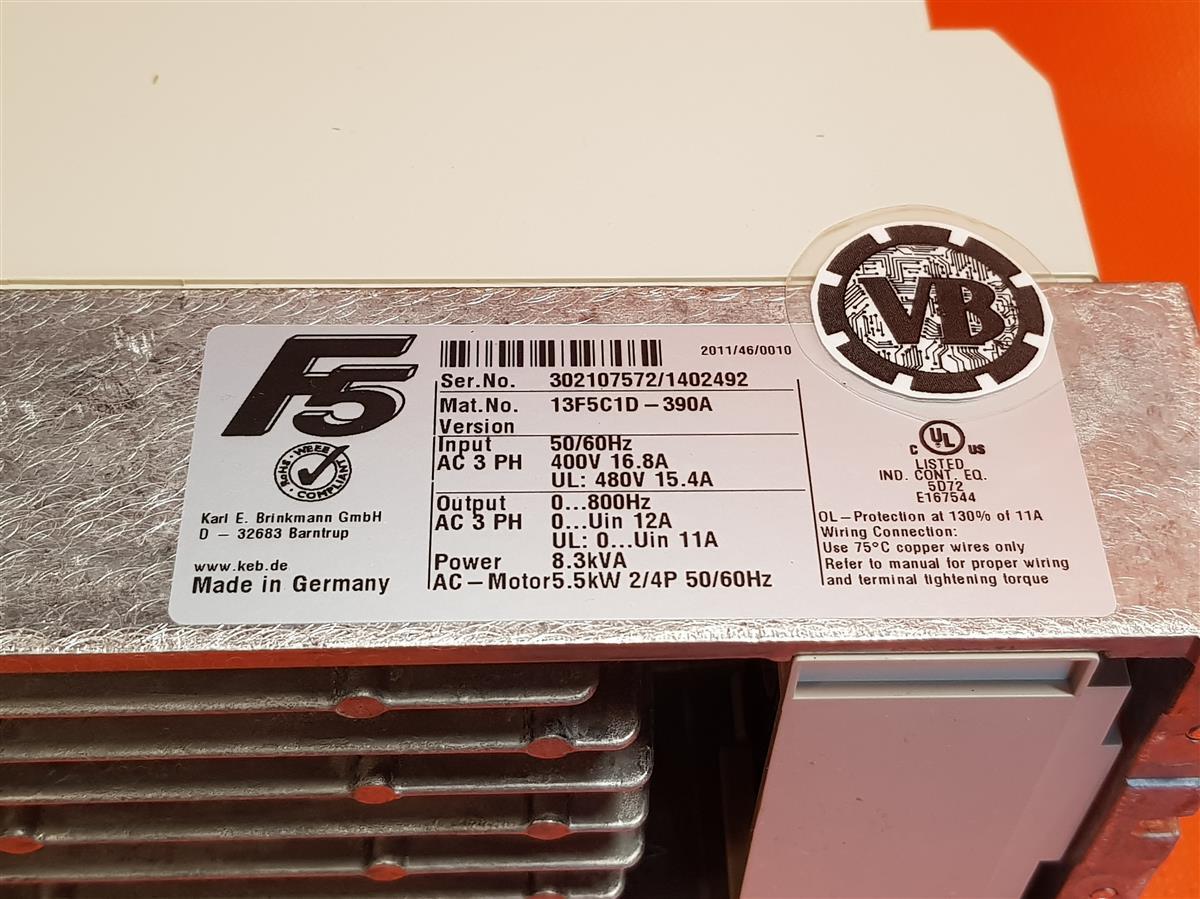 F5
2011/46/0010
VB
Ser.No. 302107572/1402492
Mat.No. 13F5C1D-390A
Version
Input 50/60Hz
AC 3 PH 400V 16.8A
UL: 480V 15.4A
Output 0...800Hz
AC 3 PH 0...Uin 12A
UL: 0...Uin 11A
Power 8.3kVA
AC-Motor 5.5kW 2/4P 50/60Hz
RoHS - WEEE
COMPLIANT
Karl E. Brinkmann GmbH
D - 32683 Barntrup
www.keb.de
Made in Germany
C UL US
LISTED
IND. CONT. EQ.
5D72
E167544
OL-Protection at 130% of 11A
Wiring Connection:
Use 75°C copper wires only
Refer to manual for proper wiring
and terminal tightening torque